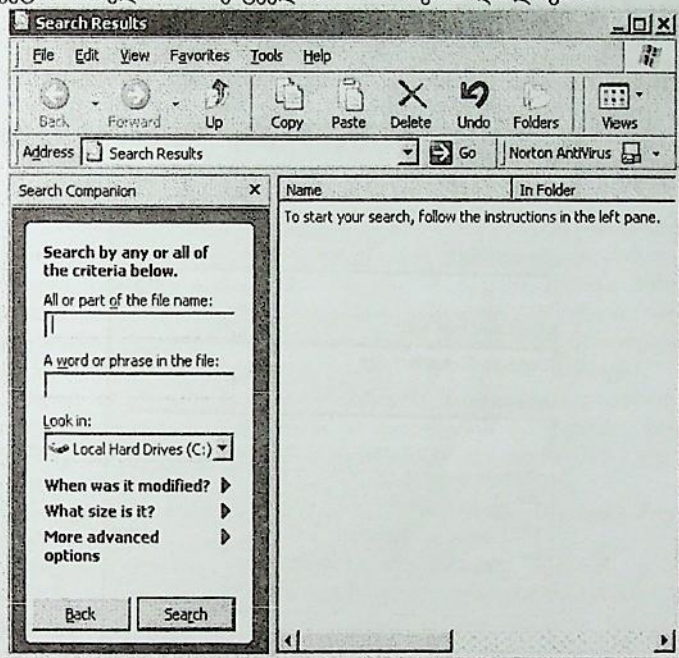 Search Results
File Edit View Favorites Tools Help
Back Forward Up Copy Paste Delete Undo Folders Views
Address Search Results Go Norton AntiVirus
Search Companion x Name In Folder
To start your search, follow the instructions in the left pane.
Search by any or all of
the criteria below.
All or part of the file name:
A word or phrase in the file:
Look in:
Local Hard Drives (C:)
When was it modified?
What size is it?
More advanced
options
Back Search